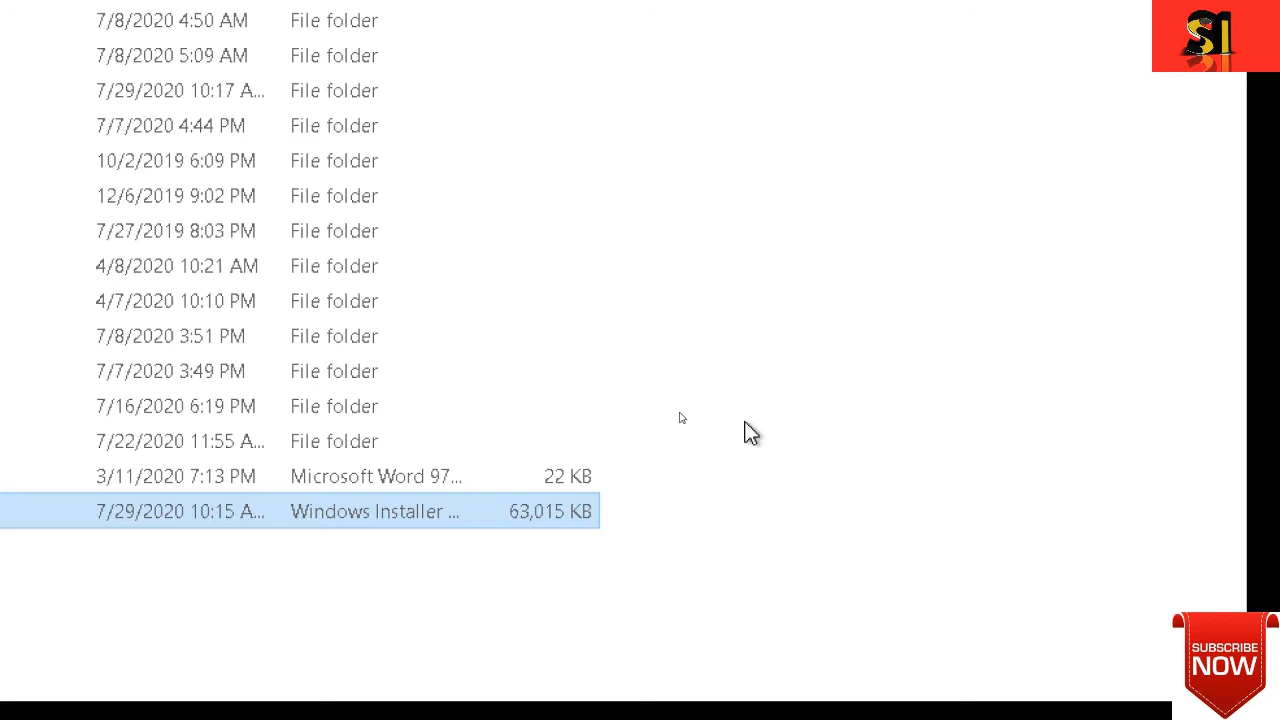 7/8/2020 4:50 AM File folder
7/8/2020 5:09 AM File folder
7/29/2020 10:17 A... File folder
7/7/2020 4:44 PM File folder
10/2/2019 6:09 PM File folder
12/6/2019 9:02 PM File folder
7/27/2019 8:03 PM File folder
4/8/2020 10:21 AM File folder
4/7/2020 10:10 PM File folder
7/8/2020 3:51 PM File folder
7/7/2020 3:49 PM File folder
7/16/2020 6:19 PM File folder
7/22/2020 11:55 A... File folder
3/11/2020 7:13 PM Microsoft Word 97... 22 KB
7/29/2020 10:15 A... Windows Installer ... 63,015 KB
S1
SUBSCRIBE
NOW